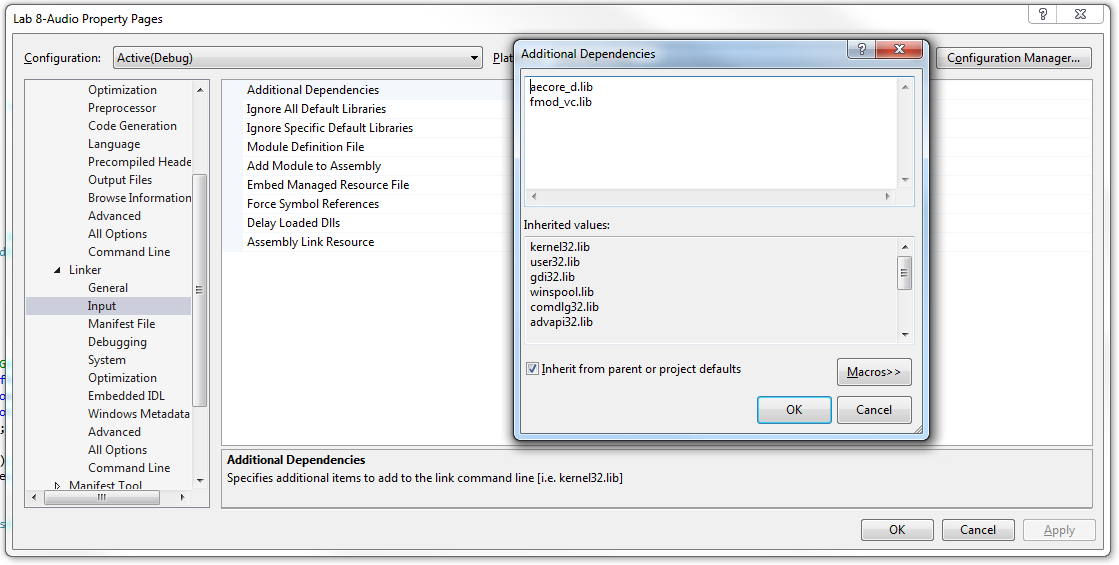 Lab 8-Audio Property Pages
Configuration: Active(Debug) Configuration Manager...
Optimization
Preprocessor
Code Generation
Language
Precompiled Heade
Output Files
Browse Information
Advanced
All Options
Command Line
Linker
General
Input
Manifest File
Debugging
System
Optimization
Embedded IDL
Windows Metadata
Advanced
All Options
Command Line
Manifest Tool
Additional Dependencies
Ignore All Default Libraries
Ignore Specific Default Libraries
Module Definition File
Add Module to Assembly
Embed Managed Resource File
Force Symbol References
Delay Loaded Dlls
Assembly Link Resource
Additional Dependencies
Specifies additional items to add to the link command line [i.e. kernel32.lib]
OK Cancel Apply
Additional Dependencies
aecore_d.lib
fmod_vc.lib
Inherited values:
kernel32.lib
user32.lib
gdi32.lib
winspool.lib
comdlg32.lib
advapi32.lib
Inherit from parent or project defaults
Macros>>
OK Cancel